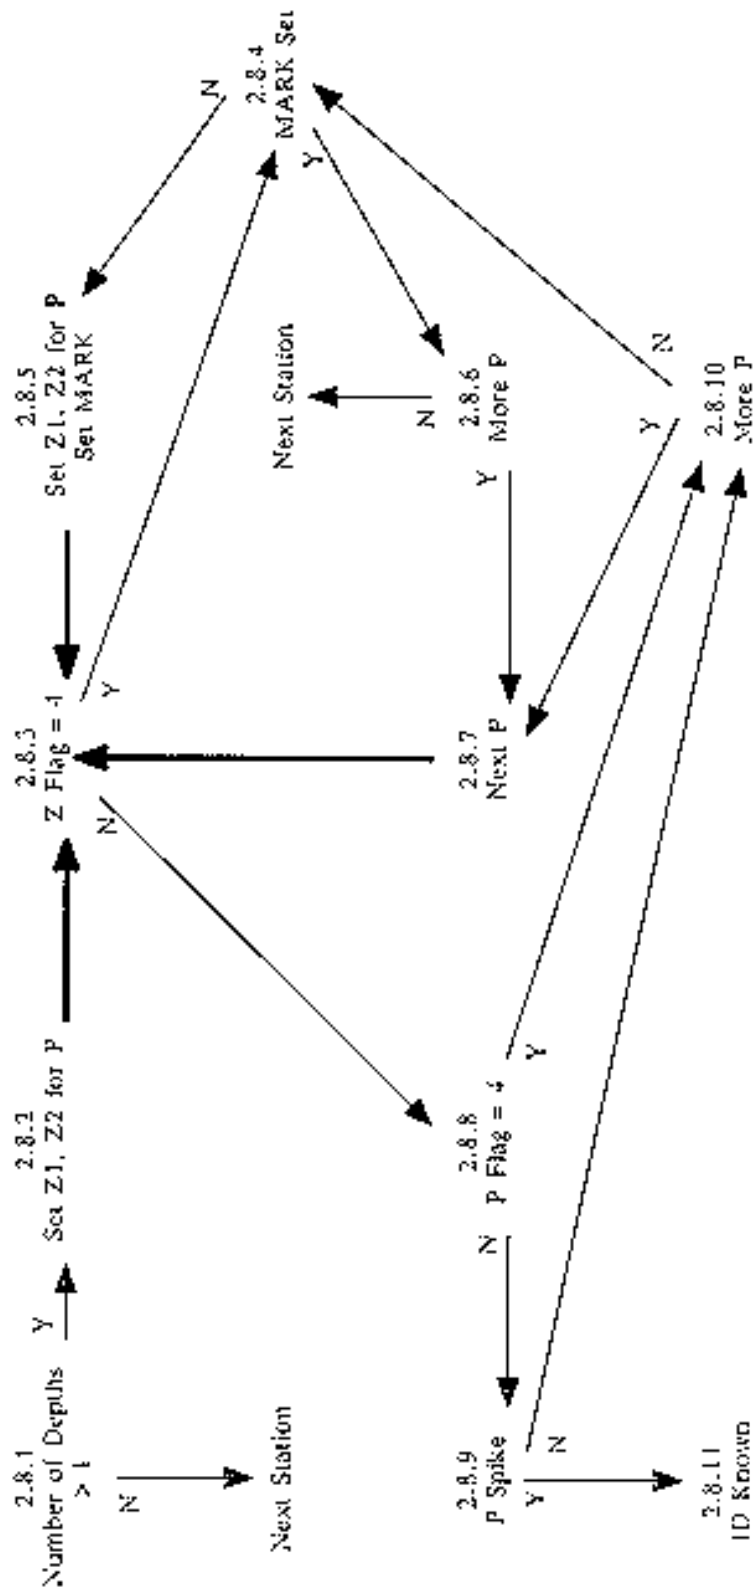 2.8.1
Number of Depths
> 1
Y
N
Next Station
2.8.2
Set Z1, Z2 for P
2.8.3
Z Flag = 4
N
Y
2.8.5
Set Z1, Z2 for P
Set MARK
N
2.8.4
MARK Set
Y
Next Station
N
2.8.6
More P
Y
2.8.7
Next P
2.8.8
P Flag = 4
N
Y
2.8.9
P Spike
Y
N
2.8.10
More P
Y
N
2.8.11
ID Known